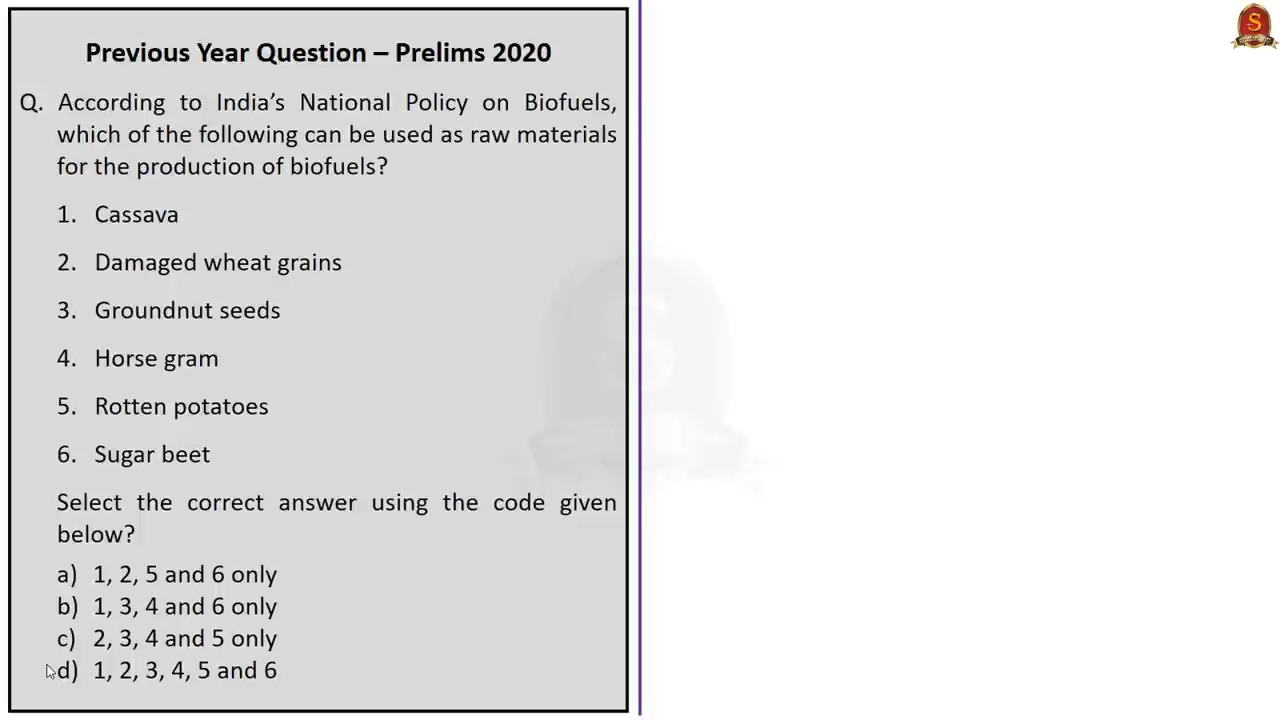 Previous Year Question – Prelims 2020
Q. According to India's National Policy on Biofuels,
which of the following can be used as raw materials
for the production of biofuels?
1. Cassava
2. Damaged wheat grains
3. Groundnut seeds
4. Horse gram
5. Rotten potatoes
6. Sugar beet
Select the correct answer using the code given
below?
a) 1, 2, 5 and 6 only
b) 1, 3, 4 and 6 only
c) 2, 3, 4 and 5 only
d) 1, 2, 3, 4, 5 and 6
S
S